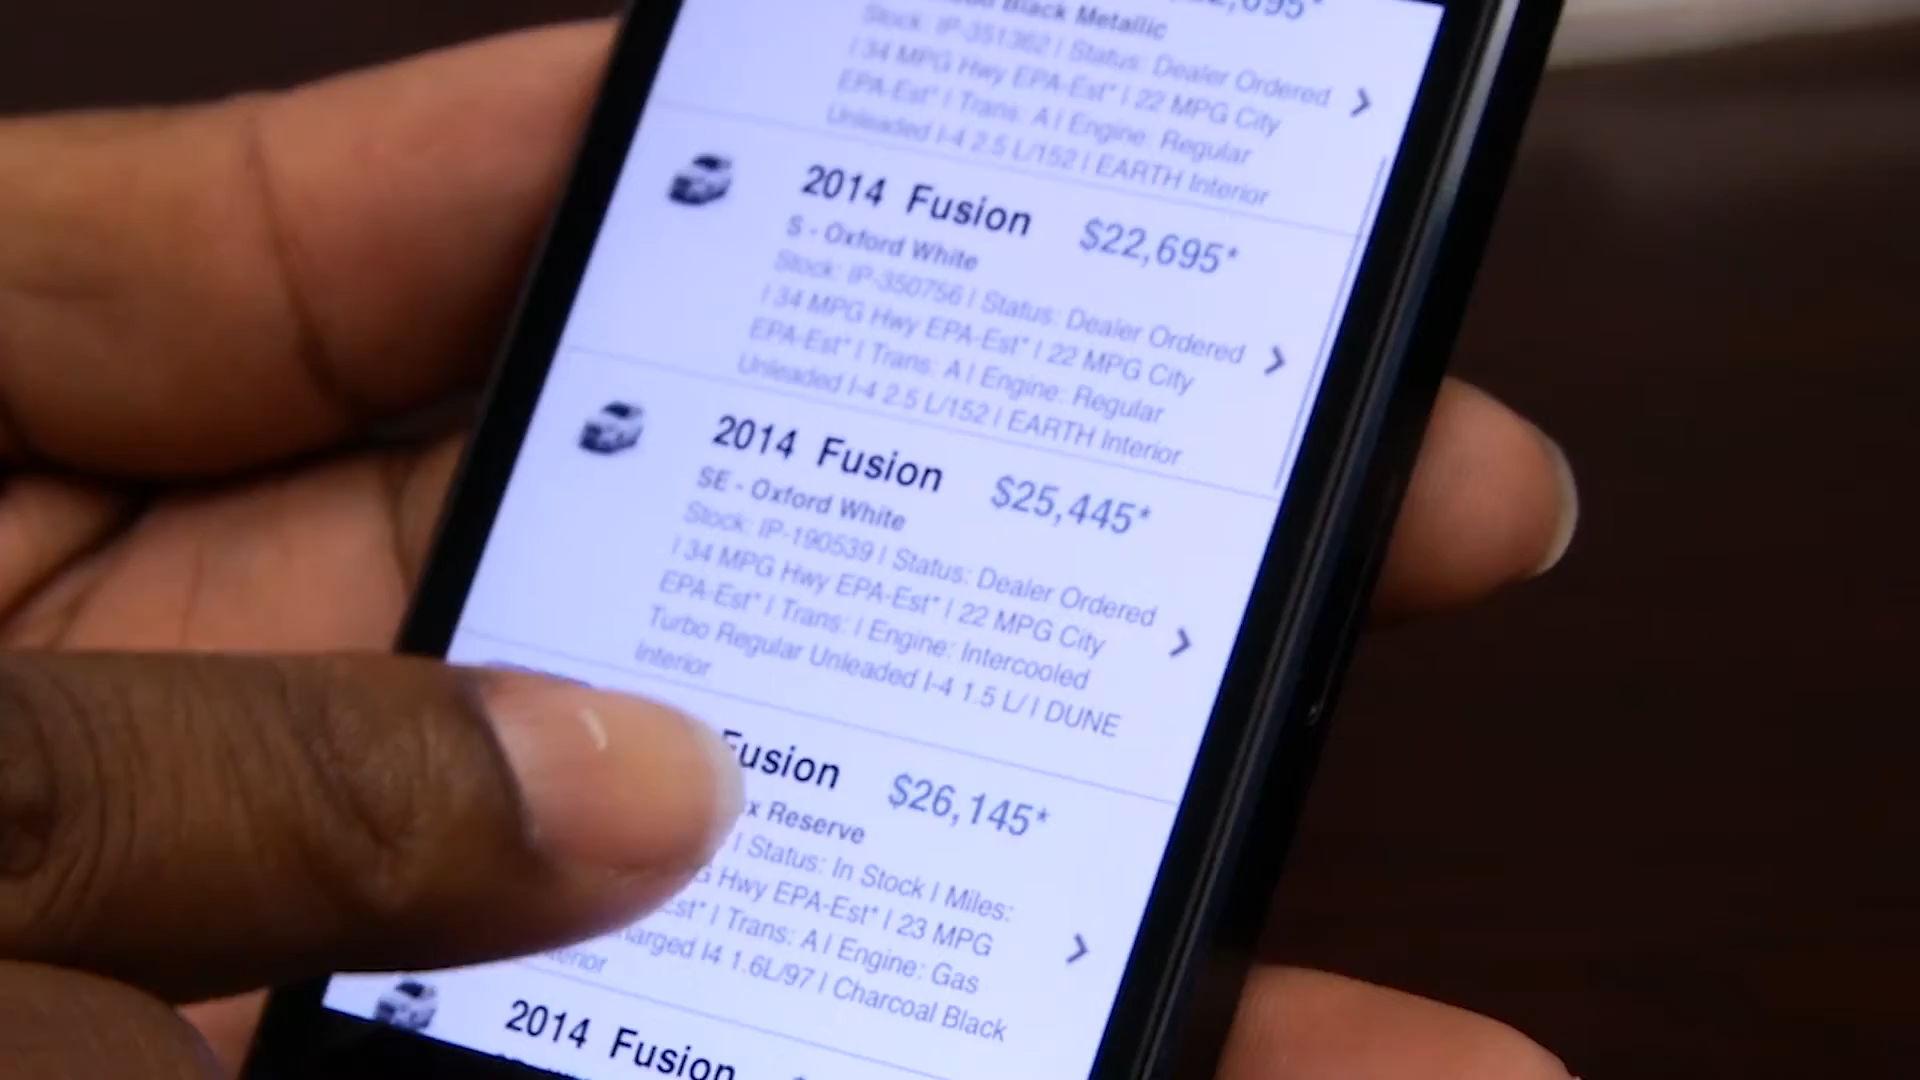 Black Metallic
Stock: IP-351362 | Status: Dealer Ordered
| 34 MPG Hwy EPA-Est* | 22 MPG City
EPA-Est* | Trans: A | Engine: Regular
Unleaded I-4 2.5 L/152 | EARTH Interior
2014 Fusion $22,695*
S - Oxford White
Stock: IP-350756 | Status: Dealer Ordered
| 34 MPG Hwy EPA-Est* | 22 MPG City
EPA-Est* | Trans: A | Engine: Regular
Unleaded I-4 2.5 L/152 | EARTH Interior
2014 Fusion $25,445*
SE - Oxford White
Stock: IP-190539 | Status: Dealer Ordered
| 34 MPG Hwy EPA-Est* | 22 MPG City
EPA-Est* | Trans: | Engine: Intercooled
Turbo Regular Unleaded I-4 1.5 L/ | DUNE
Interior
Fusion $26,145*
Reserve
| Status: In Stock | Miles:
Hwy EPA-Est* | 23 MPG
| Trans: A | Engine: Gas
I4 1.6L/97 | Charcoal Black
2014 Fusion